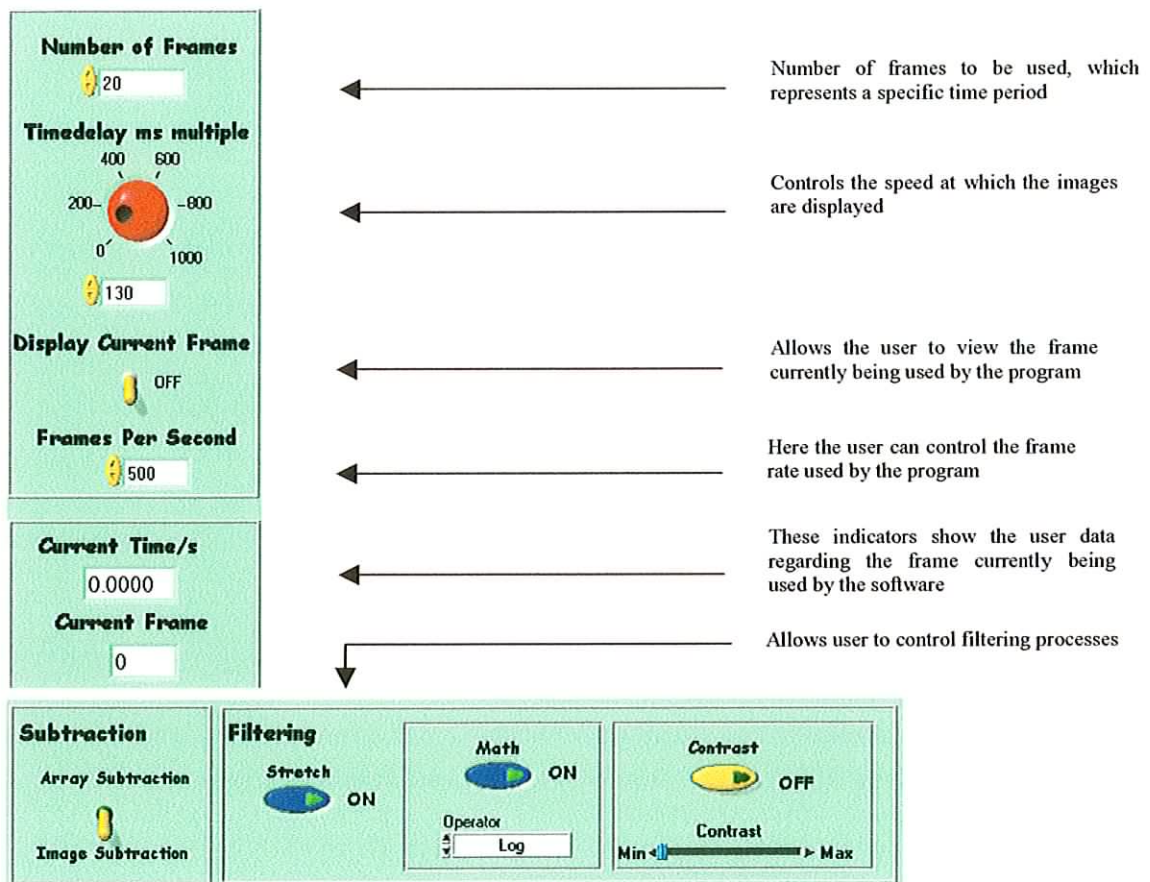 Number of Frames
20
Number of frames to be used, which
represents a specific time period
Timedelay ms multiple
400 600
200 800
0 1000
130
Controls the speed at which the images
are displayed
Display Current Frame
OFF
Allows the user to view the frame
currently being used by the program
Frames Per Second
500
Here the user can control the frame
rate used by the program
Current Time/s
0.0000
Current Frame
0
These indicators show the user data
regarding the frame currently being
used by the software
Allows user to control filtering processes
Subtraction
Array Subtraction
Image Subtraction
Filtering
Stretch
ON
Math
ON
Operator
Log
Contrast
OFF
Contrast
Min Max